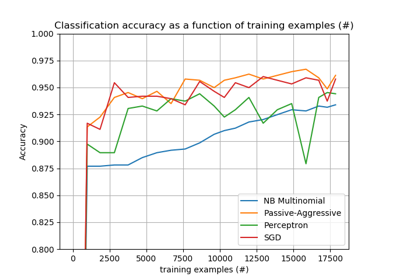 Classification accuracy as a function of training examples (#)
1.000
0.975
0.950
0.925
0.900
0.875
0.850
0.825
0.800
Accuracy
NB Multinomial
Passive-Aggressive
Perceptron
SGD
0 2500 5000 7500 10000 12500 15000 17500
training examples (#)